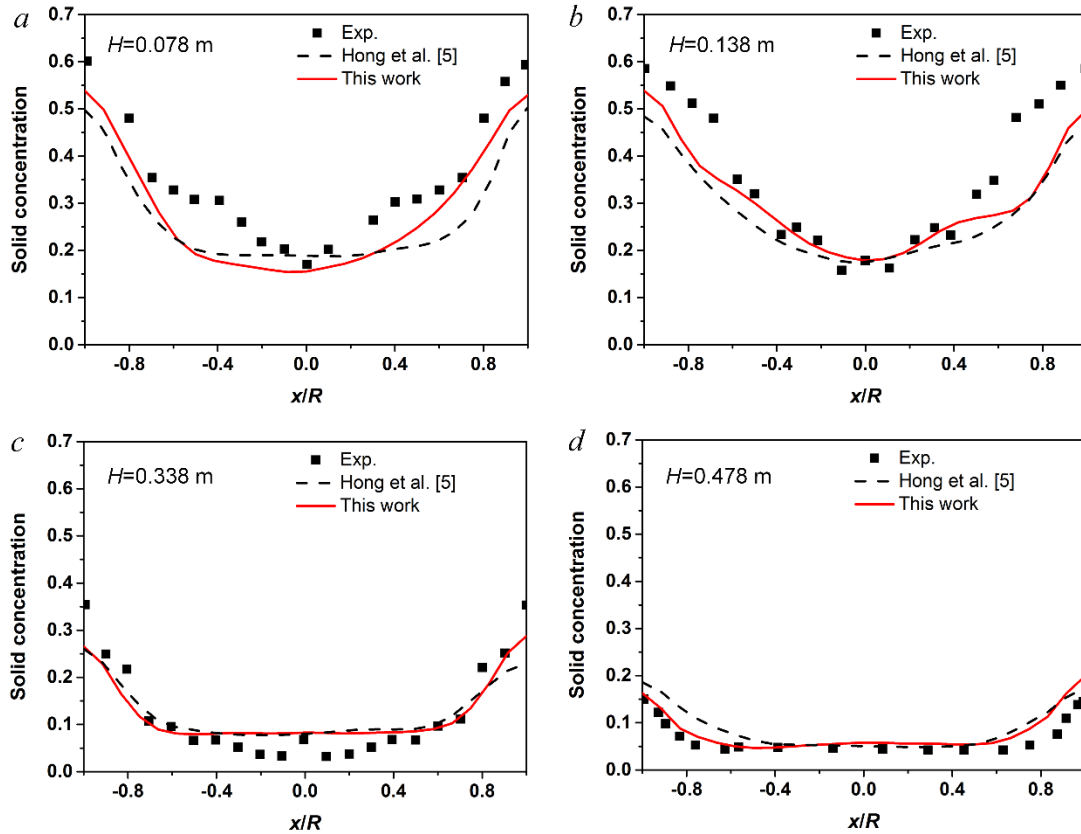 a
H=0.078 m
Exp.
Hong et al. [5]
This work
Solid concentration
0.7
0.6
0.5
0.4
0.3
0.2
0.1
0.0
-0.8
-0.4
0.0
0.4
0.8
x/R
b
H=0.138 m
Exp.
Hong et al. [5]
This work
Solid concentration
0.7
0.6
0.5
0.4
0.3
0.2
0.1
0.0
-0.8
-0.4
0.0
0.4
0.8
x/R
c
H=0.338 m
Exp.
Hong et al. [5]
This work
Solid concentration
0.7
0.6
0.5
0.4
0.3
0.2
0.1
0.0
-0.8
-0.4
0.0
0.4
0.8
x/R
d
H=0.478 m
Exp.
Hong et al. [5]
This work
Solid concentration
0.7
0.6
0.5
0.4
0.3
0.2
0.1
0.0
-0.8
-0.4
0.0
0.4
0.8
x/R